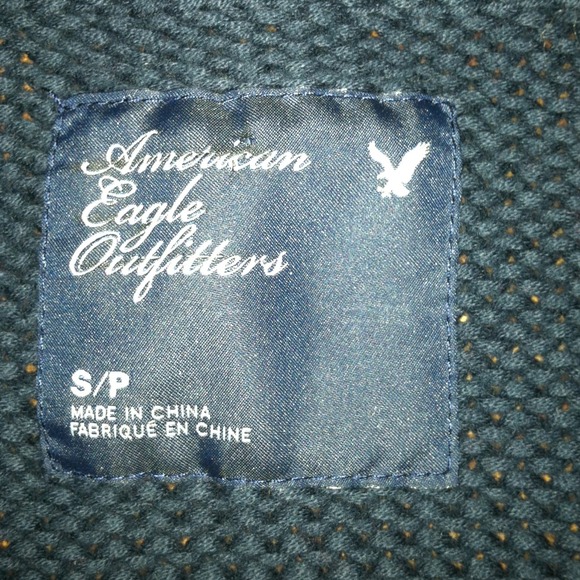 American
Eagle
Outfitters
S/P
MADE IN CHINA
FABRIQUÉ EN CHINE